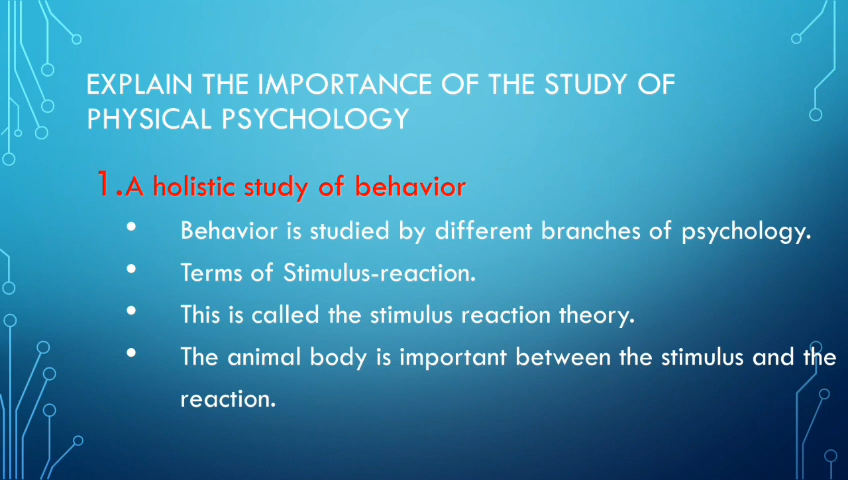 EXPLAIN THE IMPORTANCE OF THE STUDY OF
PHYSICAL PSYCHOLOGY
1.A holistic study of behavior
• Behavior is studied by different branches of psychology.
• Terms of Stimulus-reaction.
• This is called the stimulus reaction theory.
• The animal body is important between the stimulus and the
reaction.